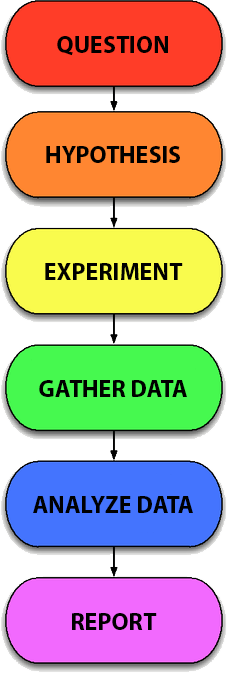 QUESTION
HYPOTHESIS
EXPERIMENT
GATHER DATA
ANALYZE DATA
REPORT